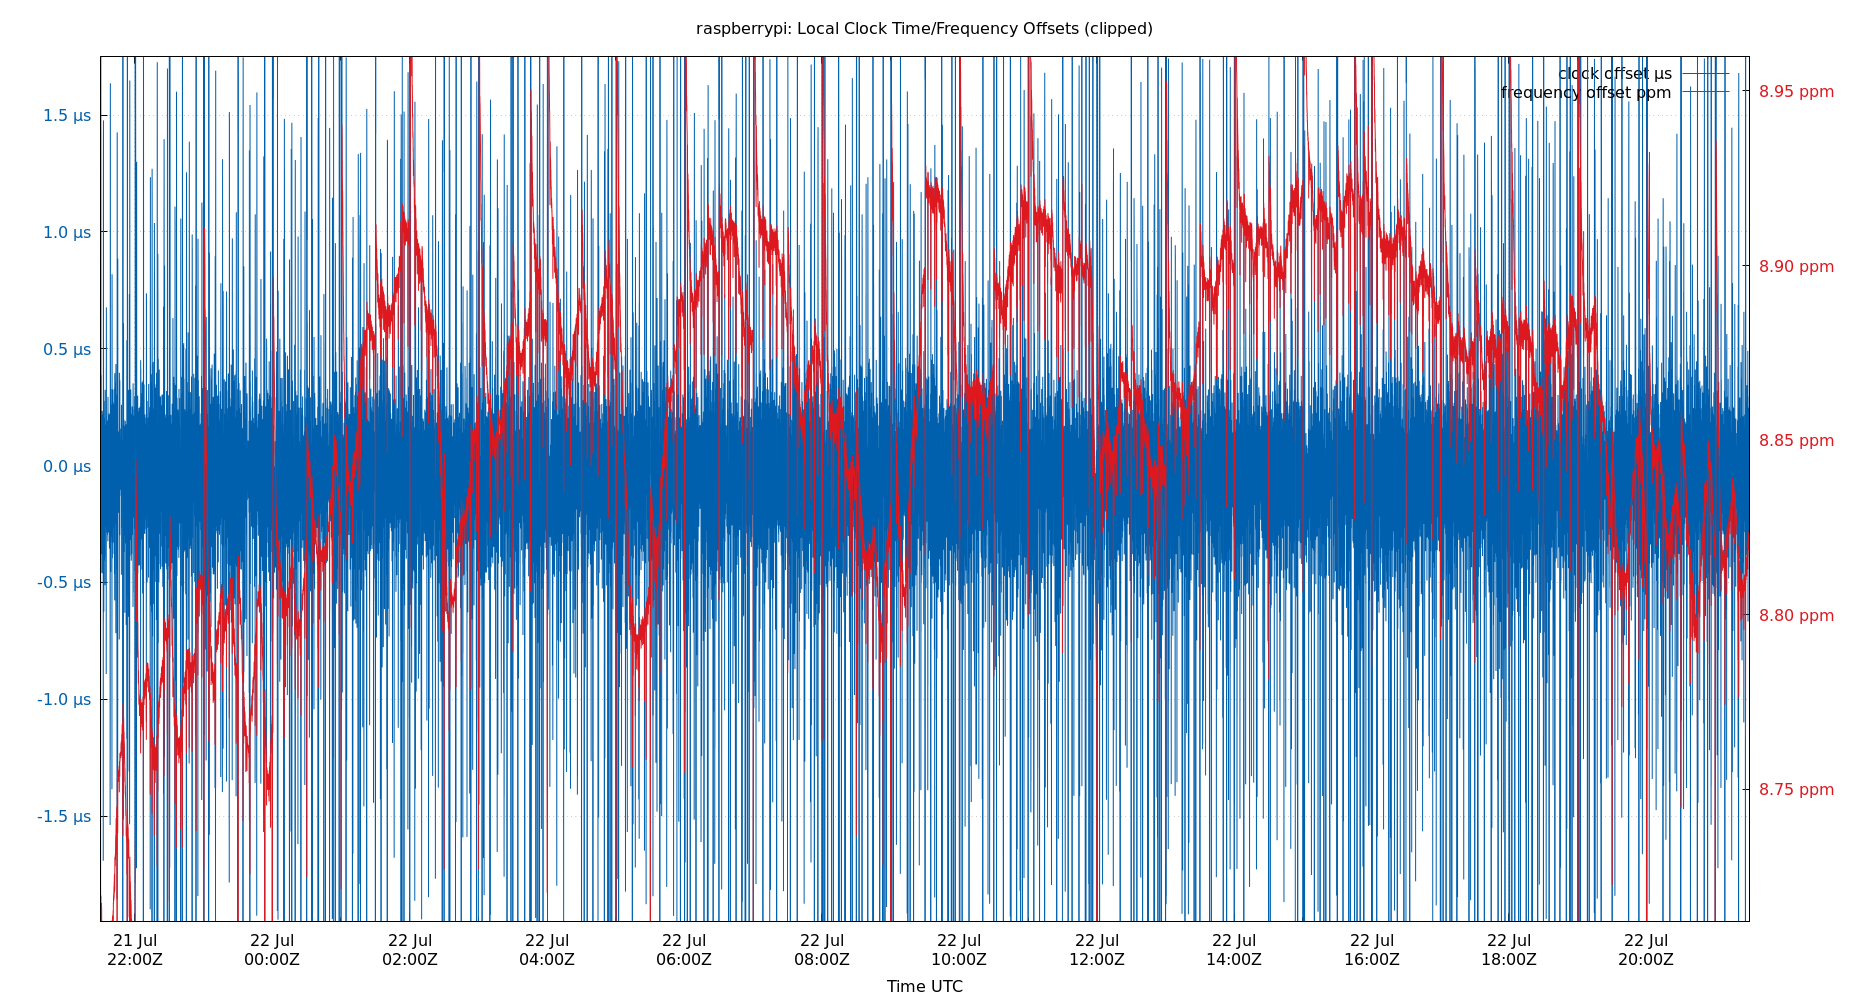 raspberrypi: Local Clock Time/Frequency Offsets (clipped)
clock offset µs
frequency offset ppm
1.5 µs
1.0 µs
0.5 µs
0.0 µs
-0.5 µs
-1.0 µs
-1.5 µs
8.95 ppm
8.90 ppm
8.85 ppm
8.80 ppm
8.75 ppm
21 Jul
22:00Z
22 Jul
00:00Z
22 Jul
02:00Z
22 Jul
04:00Z
22 Jul
06:00Z
22 Jul
08:00Z
22 Jul
10:00Z
22 Jul
12:00Z
22 Jul
14:00Z
22 Jul
16:00Z
22 Jul
18:00Z
22 Jul
20:00Z
Time UTC